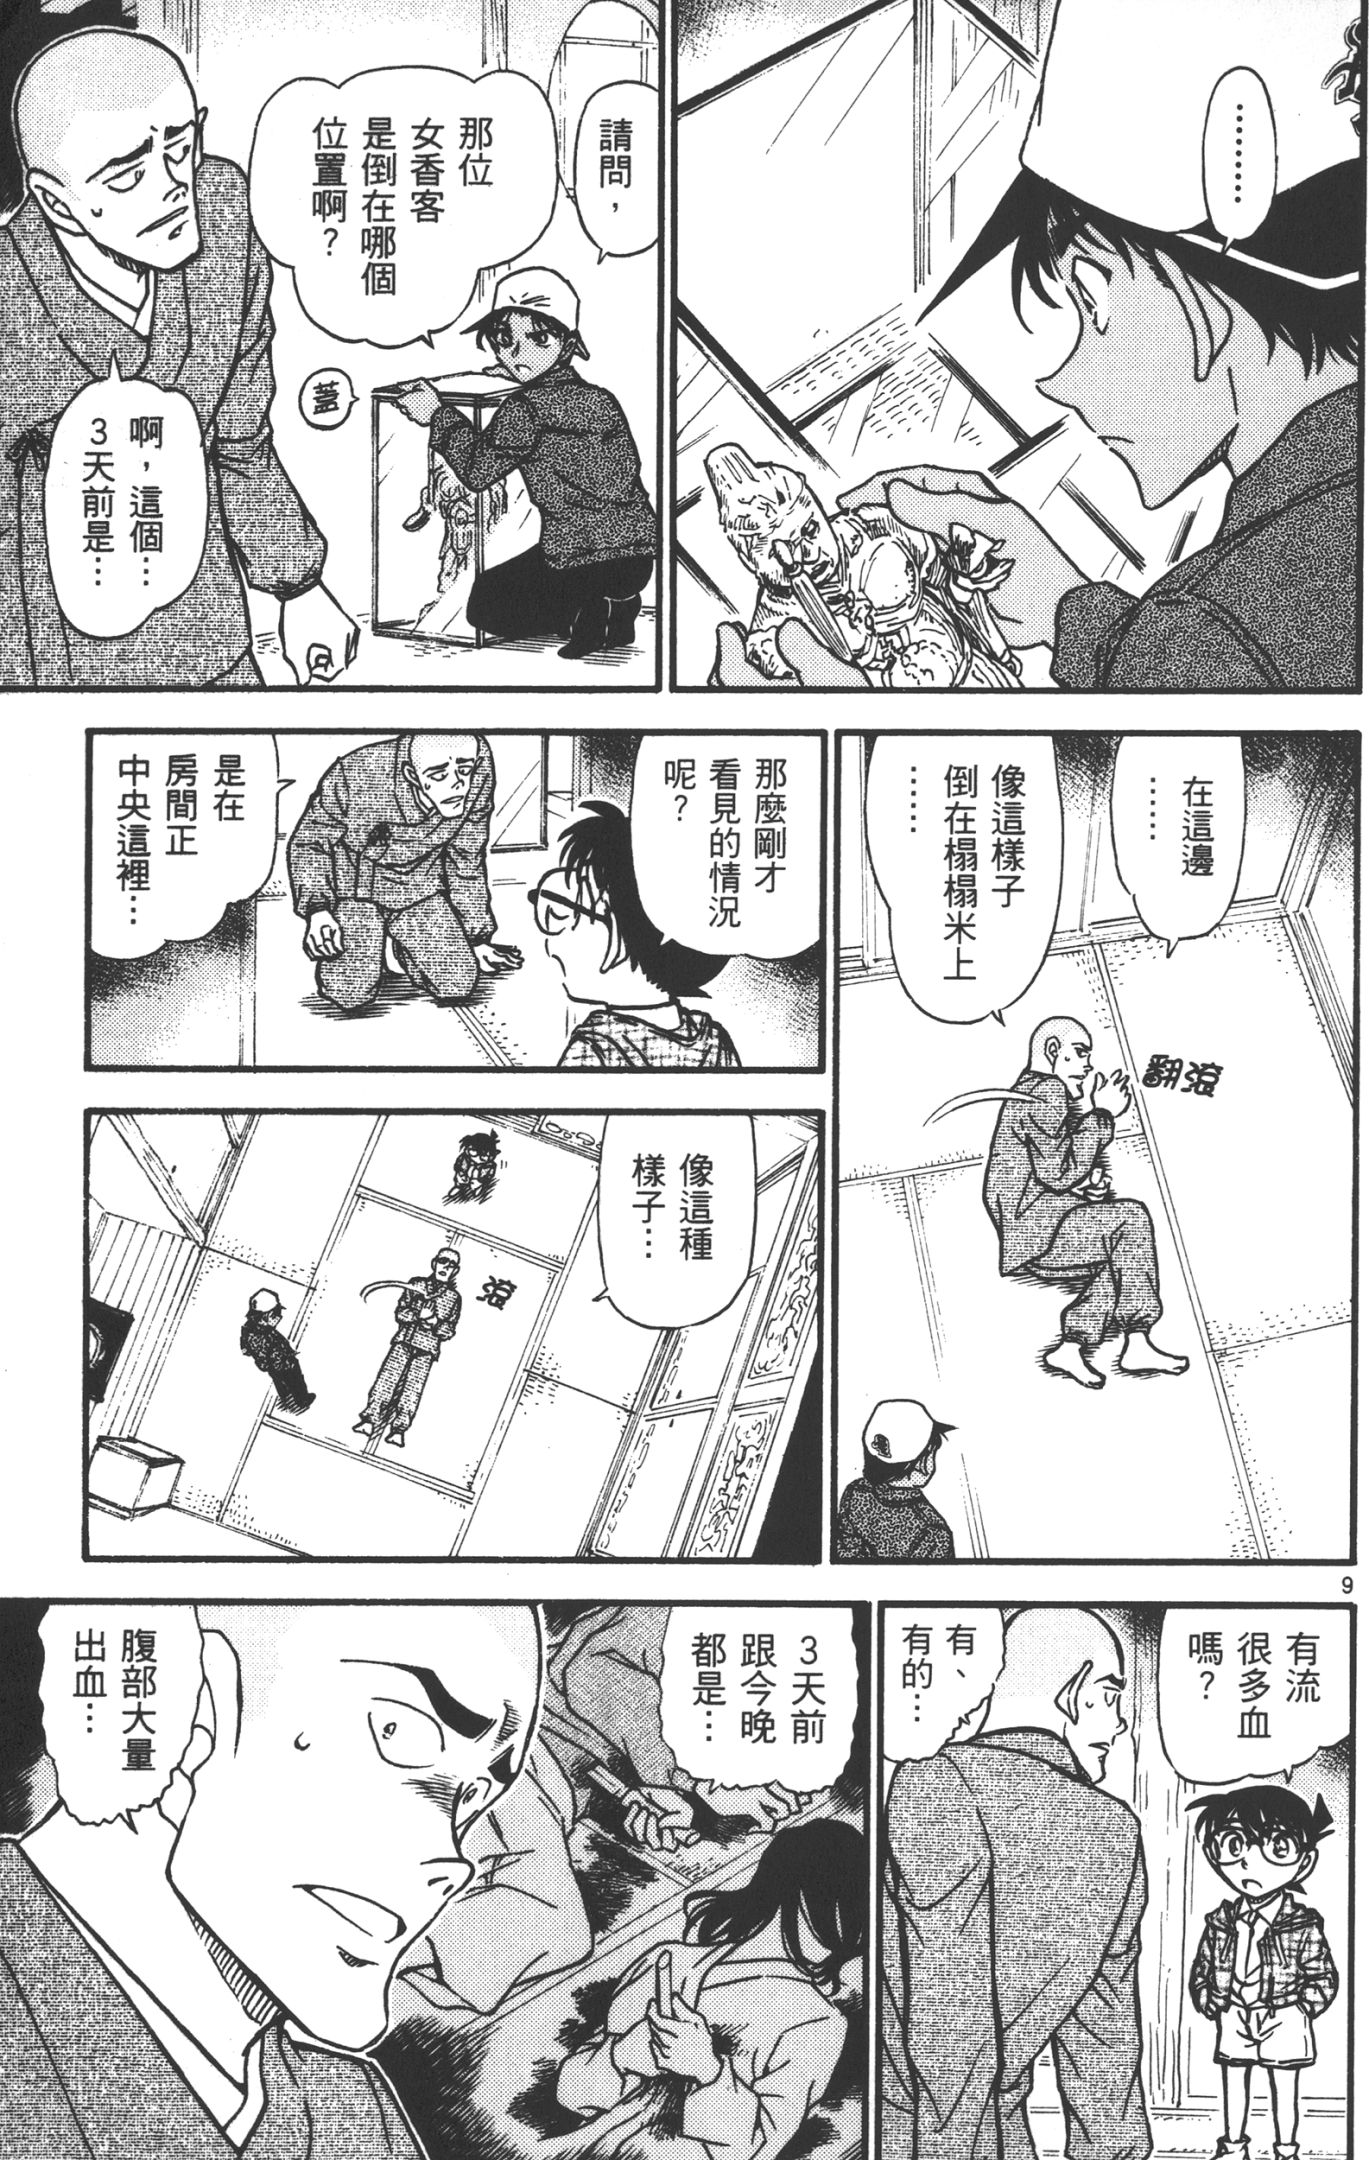 ………
請問，
那位
女香客
是倒在哪個
位置啊？
蓋
啊，這個…
3天前是…
在這邊
……
像這樣子
倒在榻榻米上
……
翻滾
那麼剛才
看見的情況
呢？
是在
房間正
中央這裡…
像這種
樣子…
滾
9
有流
很多血
嗎？
有、
有的…
3天前
跟今晚
都是…
腹部大量
出血…